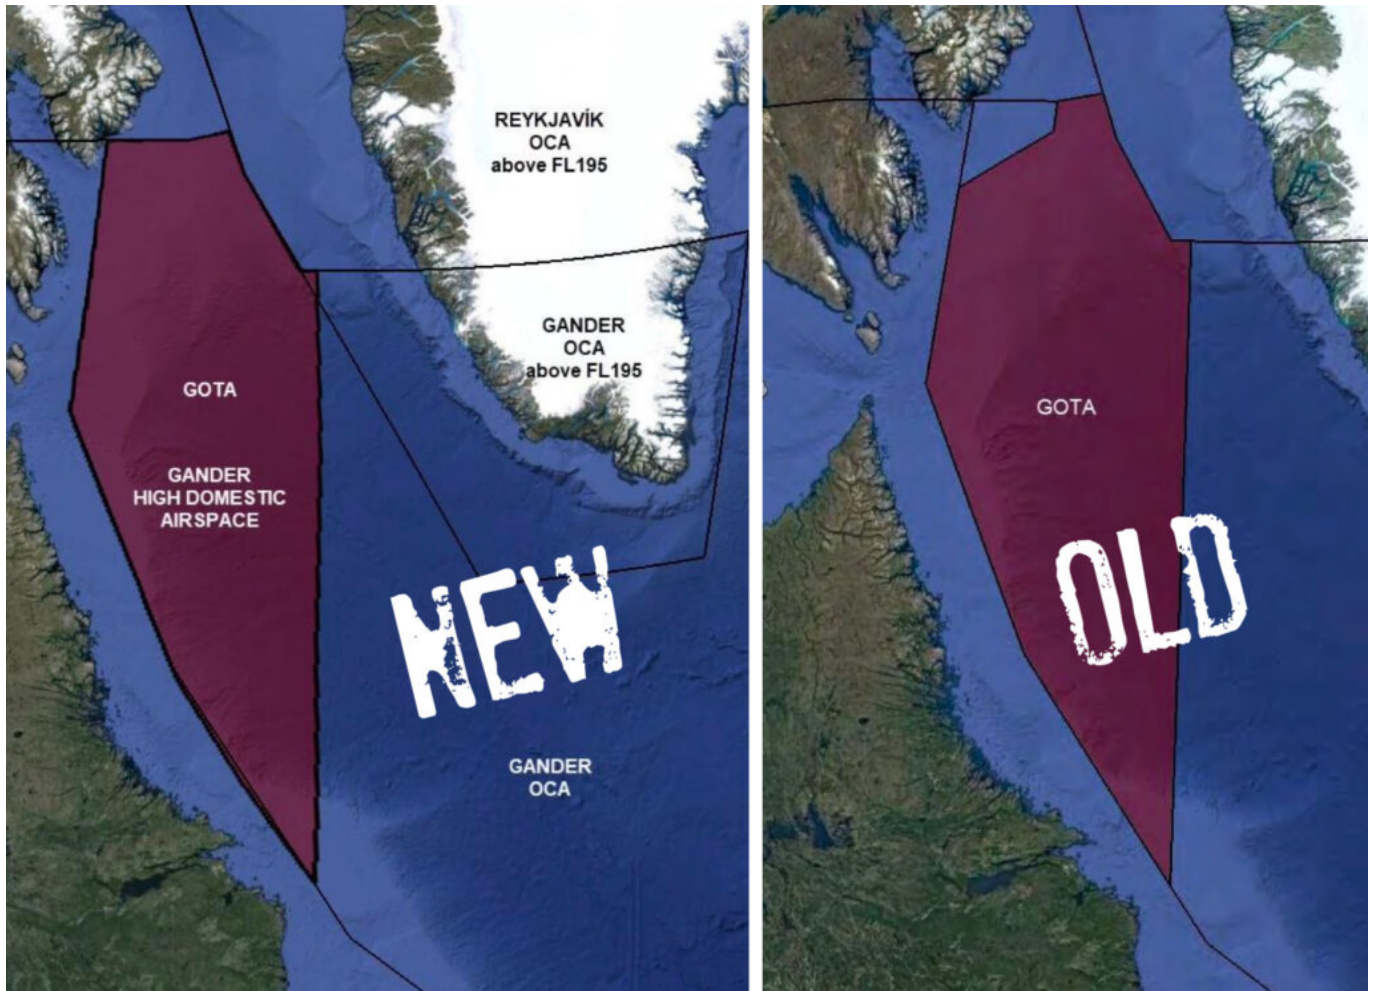 REYKJAVÍK
OCA
above FL195
GANDER
OCA
above FL195
GOTA
GANDER
HIGH DOMESTIC
AIRSPACE
NEW
GANDER
OCA
GOTA
OLD